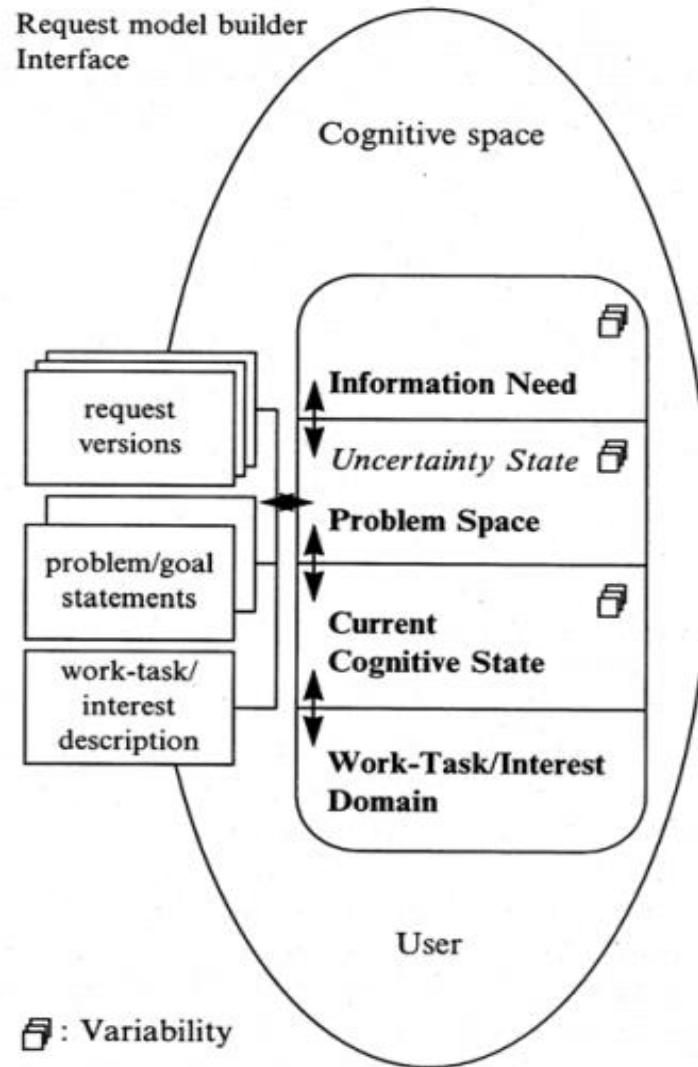 Request model builder
Interface
Cognitive space
request
versions
problem/goal
statements
work-task/
interest
description
Information Need
Uncertainty State
Problem Space
Current
Cognitive State
Work-Task/Interest
Domain
User
: Variability